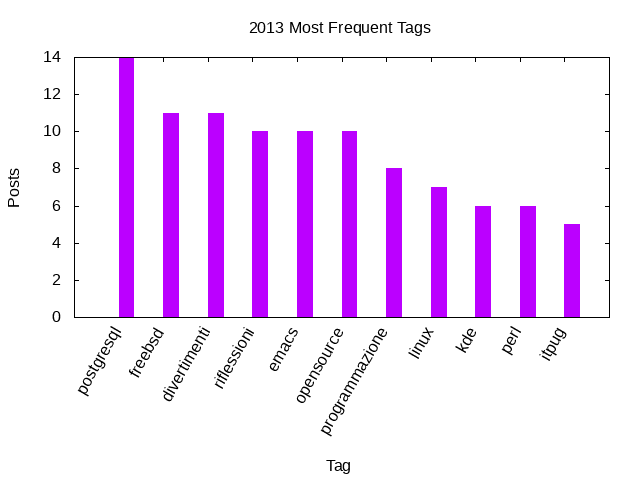 2013 Most Frequent Tags
14
12
10
8
6
4
2
0
Posts
postgresql
freebsd
divertimenti
riflessioni
emacs
opensource
programmazione
linux
kde
perl
itpug
Tag